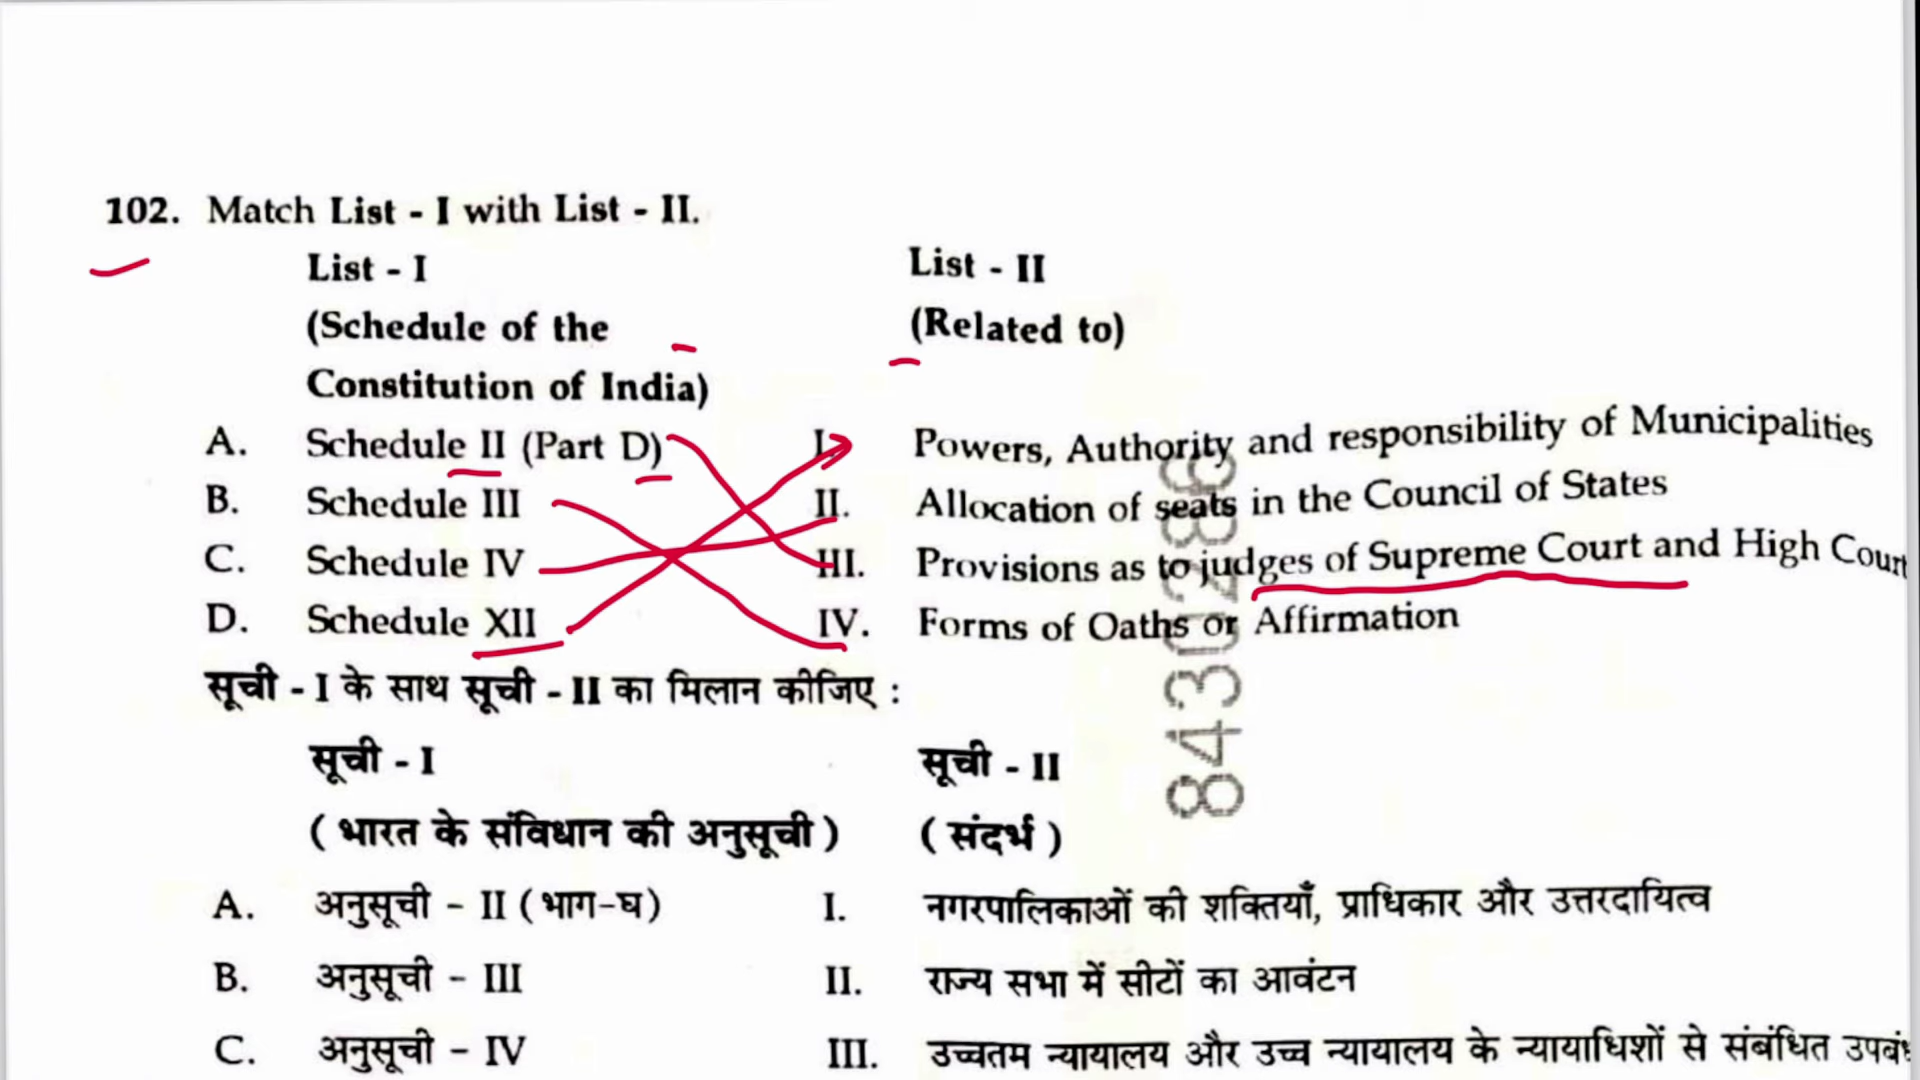 102. Match List - I with List - II.
List - I List - II
(Schedule of the (Related to)
Constitution of India)
A. Schedule II (Part D) I. Powers, Authority and responsibility of Municipalities
B. Schedule III II. Allocation of seats in the Council of States
C. Schedule IV III. Provisions as to judges of Supreme Court and High Court
D. Schedule XII IV. Forms of Oaths or Affirmation
सूची - I के साथ सूची - II का मिलान कीजिए :
सूची - I सूची - II
( भारत के संविधान की अनुसूची ) ( संदर्भ )
A. अनुसूची - II ( भाग-घ ) I. नगरपालिकाओं की शक्तियाँ, प्राधिकार और उत्तरदायित्व
B. अनुसूची - III II. राज्य सभा में सीटों का आवंटन
C. अनुसूची - IV III. उच्चतम न्यायालय और उच्च न्यायालय के न्यायाधिशों से संबंधित
8430286